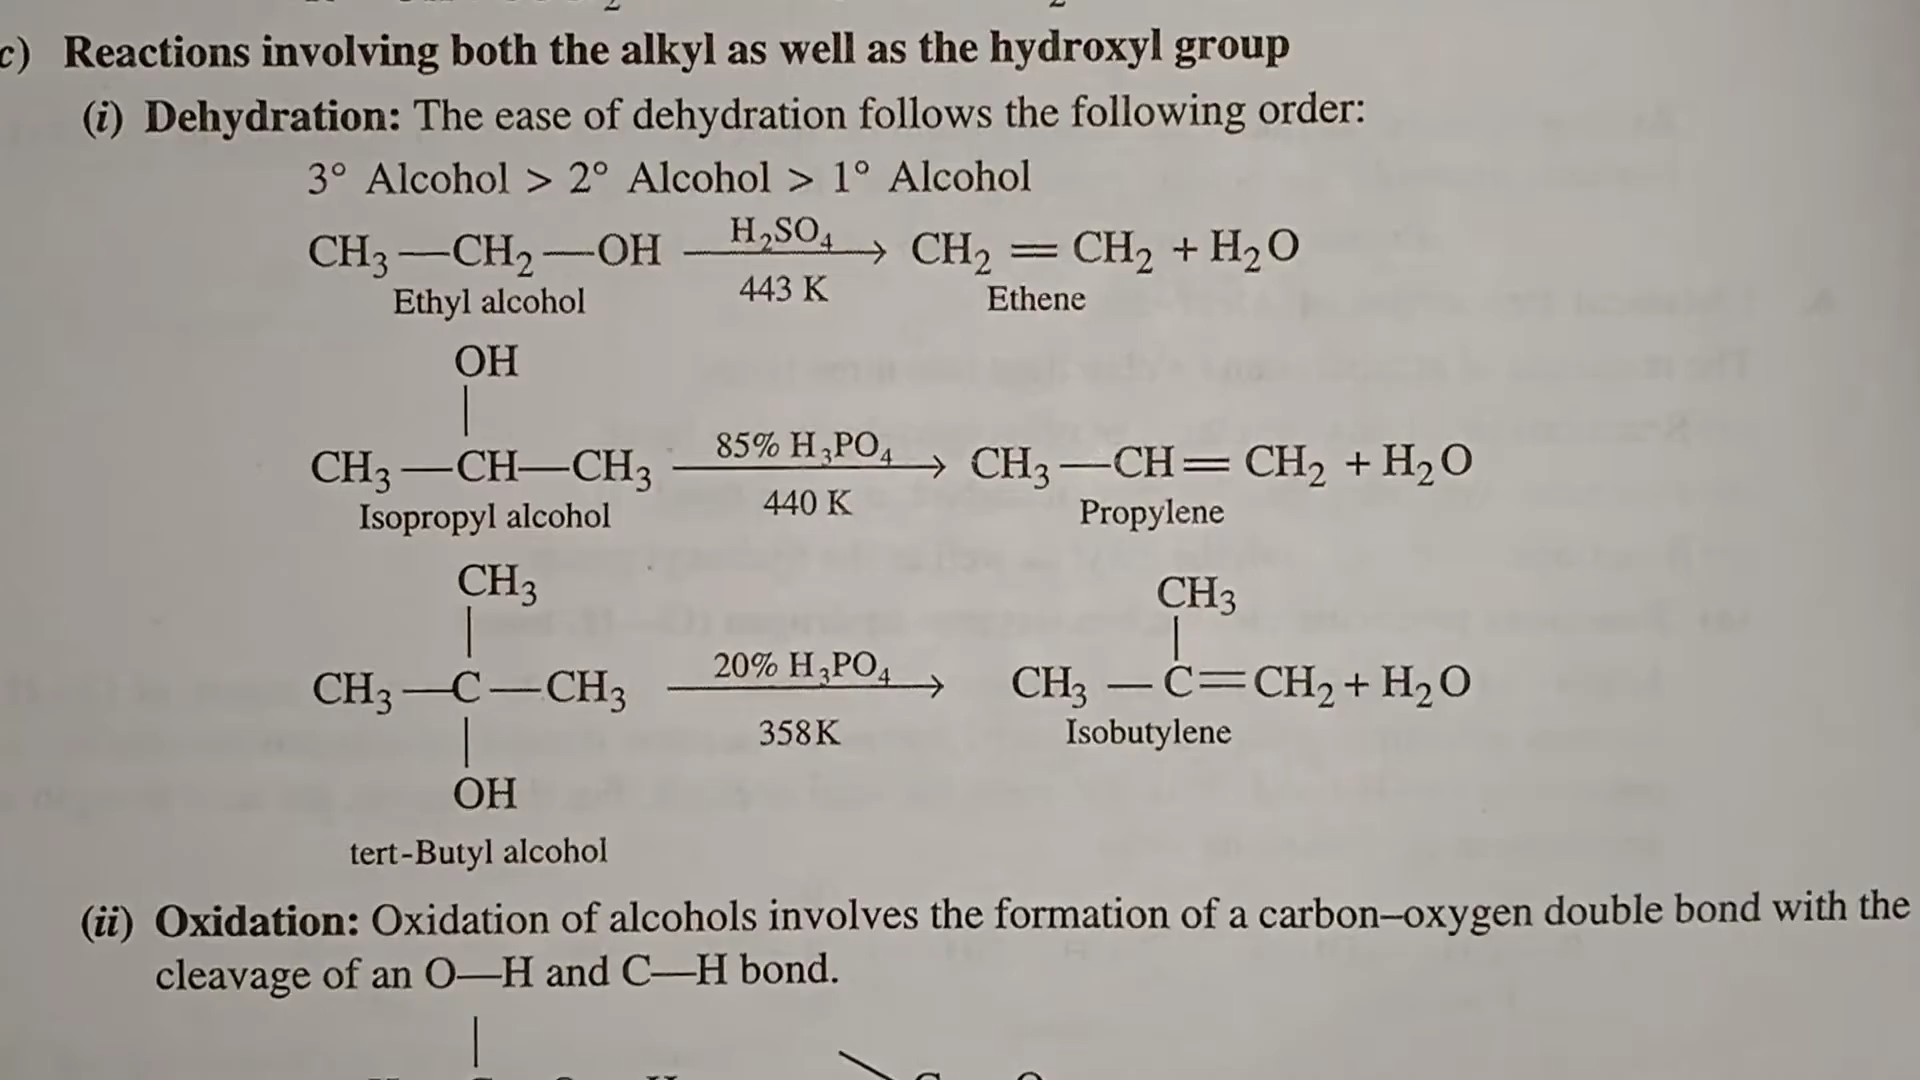 c) Reactions involving both the alkyl as well as the hydroxyl group
(i) Dehydration: The ease of dehydration follows the following order:
3° Alcohol > 2° Alcohol > 1° Alcohol
CH₃—CH₂—OH H₂SO₄ 443 K → CH₂=CH₂ + H₂O
Ethyl alcohol Ethene
OH
|
CH₃—CH—CH₃ 85% H₃PO₄ 440 K → CH₃—CH=CH₂ + H₂O
Isopropyl alcohol Propylene
CH₃ CH₃
| |
CH₃—C—CH₃ 20% H₃PO₄ 358K → CH₃—C=CH₂ + H₂O
| Isobutylene
OH
tert-Butyl alcohol
(ii) Oxidation: Oxidation of alcohols involves the formation of a carbon–oxygen double bond with the
cleavage of an O—H and C—H bond.